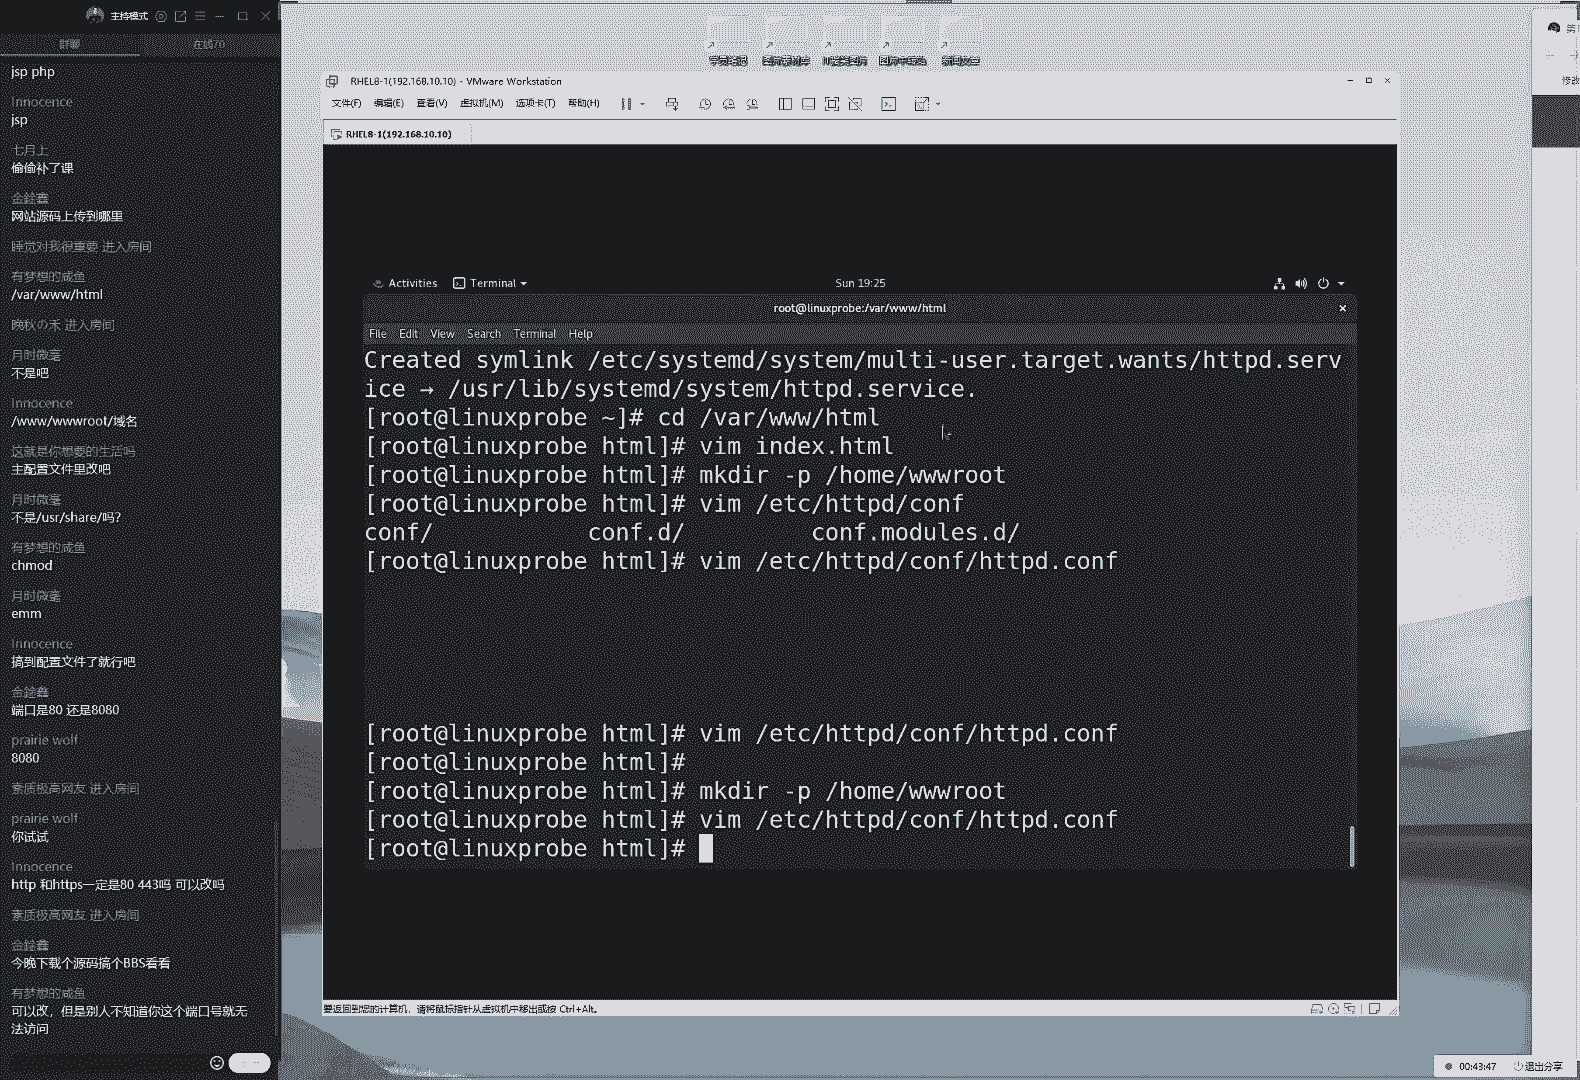 主持模式
群聊
在线70
jsp php
Innocence
jsp
七月上
偷偷补了课
金銓鑫
网站源码上传到哪里
睡觉对我很重要 进入房间
有梦想的咸鱼
/var/www/html
晚秋の禾 进入房间
月时微毫
不是吧
Innocence
/www/wwwroot/域名
这就是你想要的生活吗
主配置文件里改吧
月时微毫
不是/usr/share/吗?
有梦想的咸鱼
chmod
月时微毫
emm
Innocence
搞到配置文件了就行吧
金銓鑫
端口是80 还是8080
prairie wolf
8080
素质极高网友 进入房间
prairie wolf
你试试
Innocence
http 和https一定是80 443吗 可以改吗
素质极高网友 进入房间
金銓鑫
今晚下载个源码搞个BBS看看
有梦想的咸鱼
可以改，但是别人不知道你这个端口号就无
法访问
RHEL8-1(192.168.10.10) - VMware Workstation
文件(F) 编辑(E) 查看(V) 虚拟机(M) 选项卡(T) 帮助(H)
RHEL8-1(192.168.10.10)
Activities Terminal Sun 19:25
root@linuxprobe:/var/www/html
File Edit View Search Terminal Help
Created symlink /etc/systemd/system/multi-user.target.wants/httpd.serv
ice → /usr/lib/systemd/system/httpd.service.
[root@linuxprobe ~]# cd /var/www/html
[root@linuxprobe html]# vim index.html
[root@linuxprobe html]# mkdir -p /home/wwwroot
[root@linuxprobe html]# vim /etc/httpd/conf
conf/ conf.d/ conf.modules.d/
[root@linuxprobe html]# vim /etc/httpd/conf/httpd.conf
[root@linuxprobe html]# vim /etc/httpd/conf/httpd.conf
[root@linuxprobe html]#
[root@linuxprobe html]# mkdir -p /home/wwwroot
[root@linuxprobe html]# vim /etc/httpd/conf/httpd.conf
[root@linuxprobe html]#
要返回到您的计算机，请将鼠标指针从虚拟机中移出或按 Ctrl+Alt。
第
修改
00:43:47 退出分享